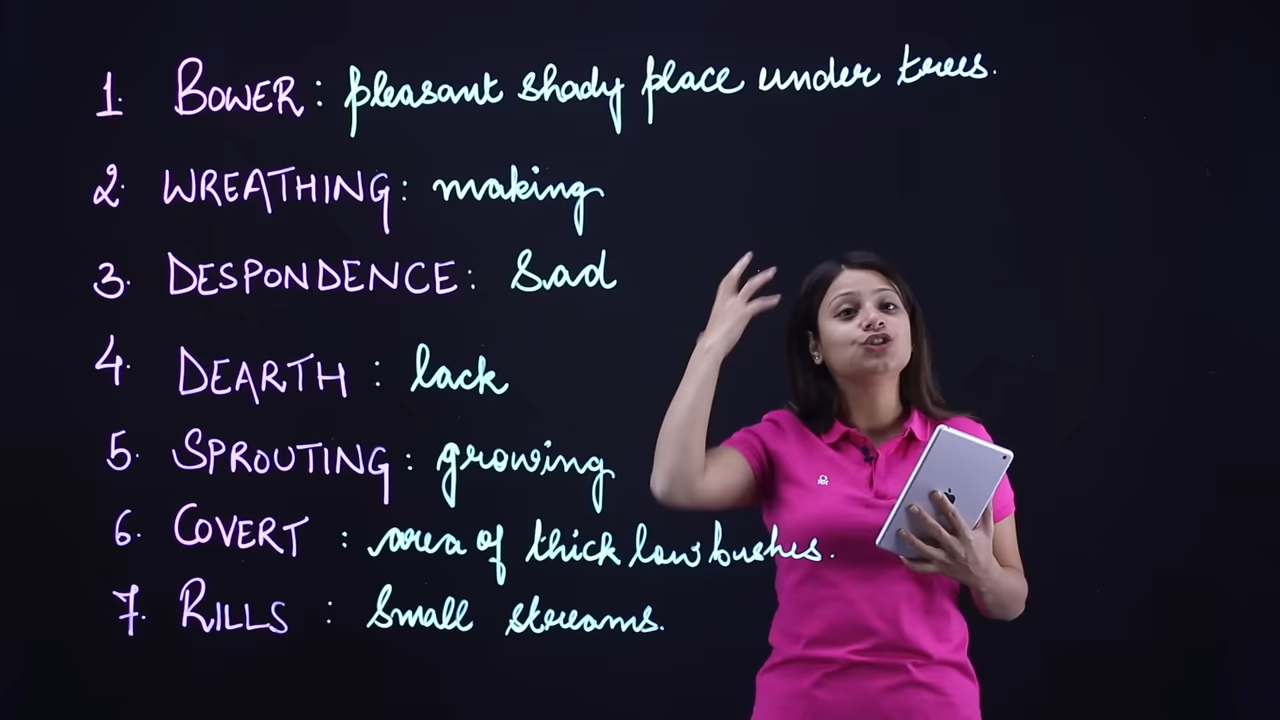 1. BOWER : pleasant shady place under trees.
2. WREATHING : making
3. DESPONDENCE : Sad
4. DEARTH : lack
5. SPROUTING : growing
6. COVERT : area of thick low bushes.
7. RILLS : Small streams.